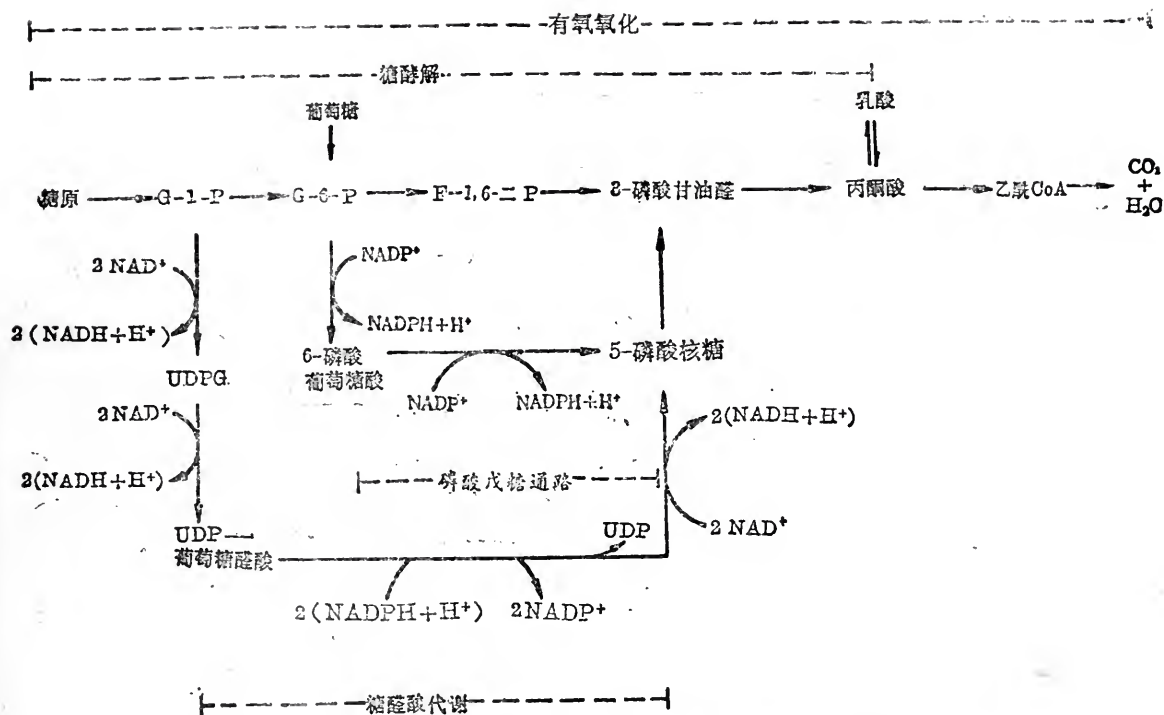 有氧氧化
糖酵解
葡萄糖
乳酸
糖原
G-1-P
G-6-P
F-1,6-二P
3-磷酸甘油醛
丙酮酸
乙酰CoA
CO₂
+
H₂O
2 NAD⁺
2 (NADH+H⁺)
NADP⁺
NADPH+H⁺
UDPG
6-磷酸
葡萄糖酸
5-磷酸核糖
NADP⁺
NADPH+H⁺
2NAD⁺
2(NADH+H⁺)
2(NADH+H⁺)
2 NAD⁺
磷酸戊糖通路
UDP—
葡萄糖醛酸
UDP
2(NADPH+H⁺)
2NADP⁺
糖醛酸代谢